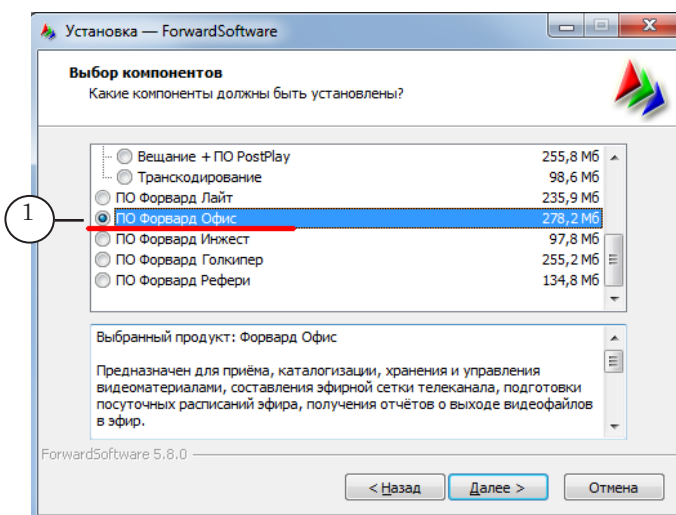 Установка — ForwardSoftware
Выбор компонентов
Какие компоненты должны быть установлены?
Вещание + ПО PostPlay 255,8 Мб
Транскодирование 98,6 Мб
ПО Форвард Лайт 235,9 Мб
1 ПО Форвард Офис 278,2 Мб
ПО Форвард Инжест 97,8 Мб
ПО Форвард Голкипер 255,2 Мб
ПО Форвард Рефери 134,8 Мб
Выбранный продукт: Форвард Офис
Предназначен для приёма, каталогизации, хранения и управления
видеоматериалами, составления эфирной сетки телеканала, подготовки
посуточных расписаний эфира, получения отчётов о выходе видеофайлов
в эфир.
ForwardSoftware 5.8.0
< Назад Далее > Отмена